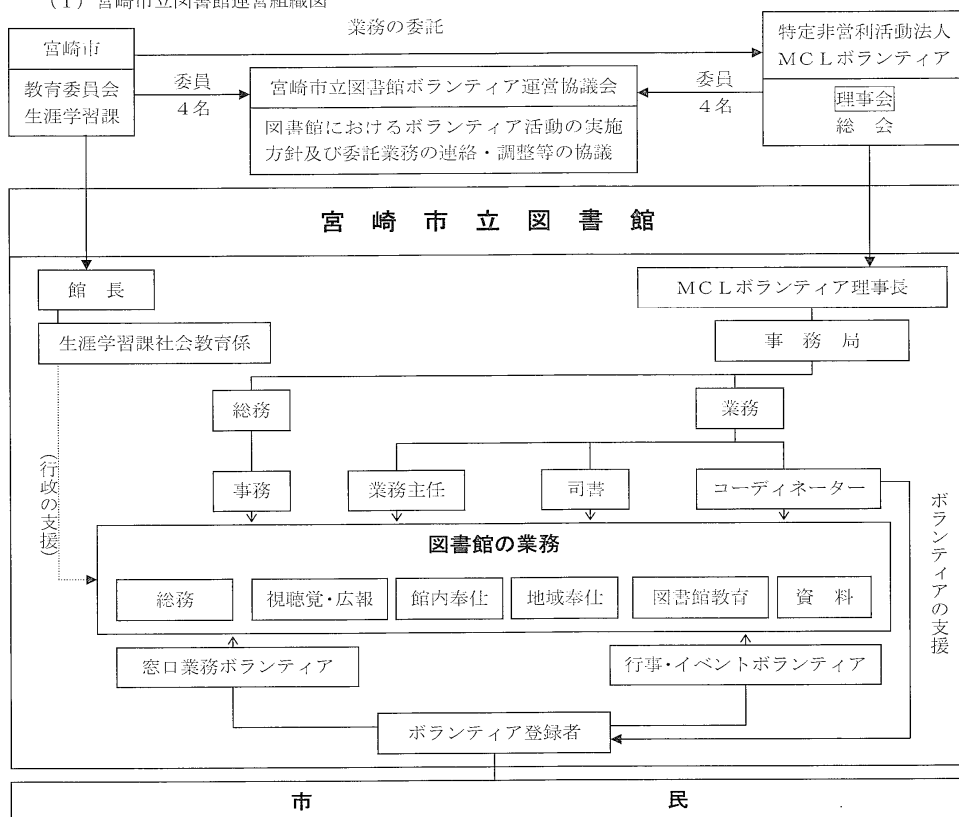 （1）宮崎市立図書館運営組織図
業務の委託
宮崎市
教育委員会
生涯学習課
委員
4名
宮崎市立図書館ボランティア運営協議会
図書館におけるボランティア活動の実施
方針及び委託業務の連絡・調整等の協議
委員
4名
特定非営利活動法人
ＭＣＬボランティア
理事会
総会
宮崎市立図書館
館長
生涯学習課社会教育係
ＭＣＬボランティア理事長
事務局
総務
業務
事務
業務主任
司書
コーディネーター
（行政の支援）
ボランティアの支援
図書館の業務
総務
視聴覚・広報
館内奉仕
地域奉仕
図書館教育
資料
窓口業務ボランティア
行事・イベントボランティア
ボランティア登録者
市民